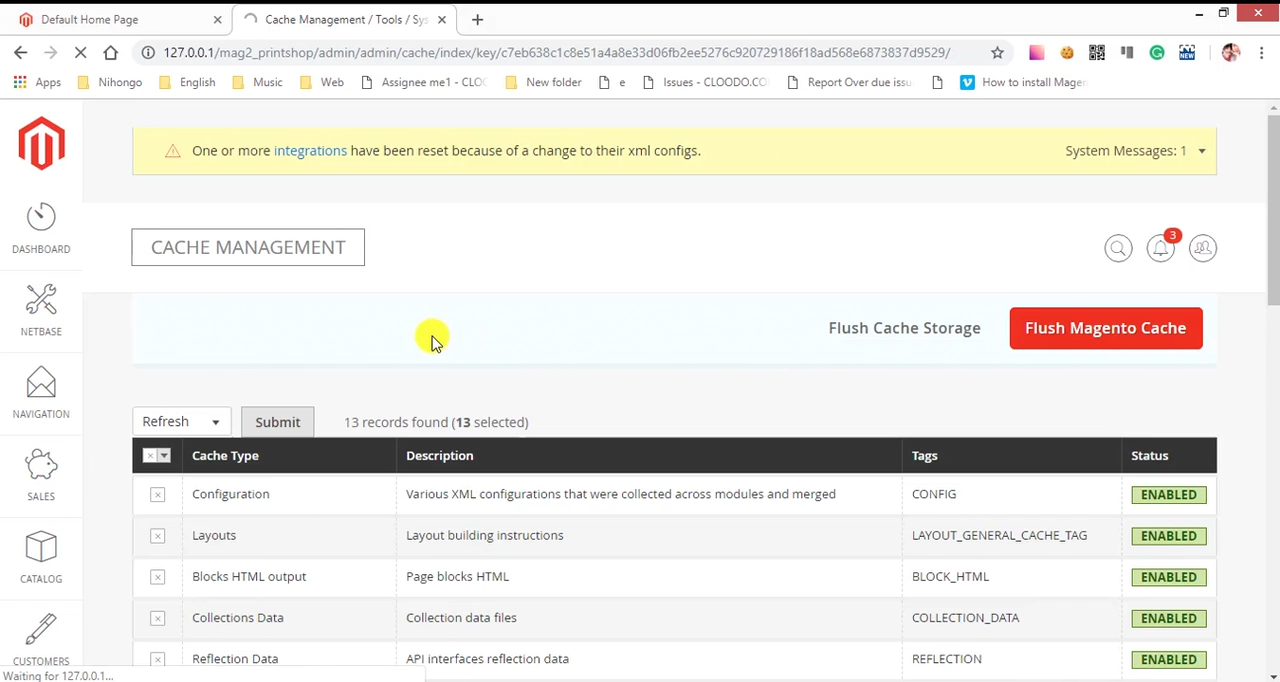 Default Home Page
Cache Management / Tools / Sys
127.0.0.1/mag2_printshop/admin/admin/cache/index/key/c7eb638c1c8e51a4a8e33d06fb2ee5276c920729186f18ad568e6873837d9529/
Apps Nihongo English Music Web Assignee me1 - CLOO New folder e Issues - CLOODO.CO Report Over due issu How to install Magen
NEW
One or more integrations have been reset because of a change to their xml configs. System Messages: 1
CACHE MANAGEMENT
3
DASHBOARD
NETBASE
NAVIGATION
SALES
CATALOG
CUSTOMERS
Flush Cache Storage Flush Magento Cache
Refresh Submit 13 records found (13 selected)
Cache Type Description Tags Status
Configuration Various XML configurations that were collected across modules and merged CONFIG ENABLED
Layouts Layout building instructions LAYOUT_GENERAL_CACHE_TAG ENABLED
Blocks HTML output Page blocks HTML BLOCK_HTML ENABLED
Collections Data Collection data files COLLECTION_DATA ENABLED
Reflection Data API interfaces reflection data REFLECTION ENABLED
Waiting for 127.0.0.1...